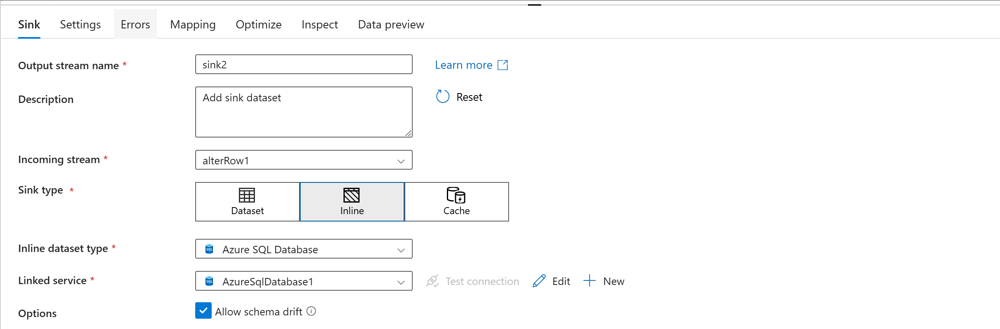 Sink Settings Errors Mapping Optimize Inspect Data preview
Output stream name * sink2 Learn more
Description Add sink dataset Reset
Incoming stream * alterRow1
Sink type *
Dataset Inline Cache
Inline dataset type * SQL Azure SQL Database
Linked service * SQL AzureSqlDatabase1 Test connection Edit New
Options Allow schema drift